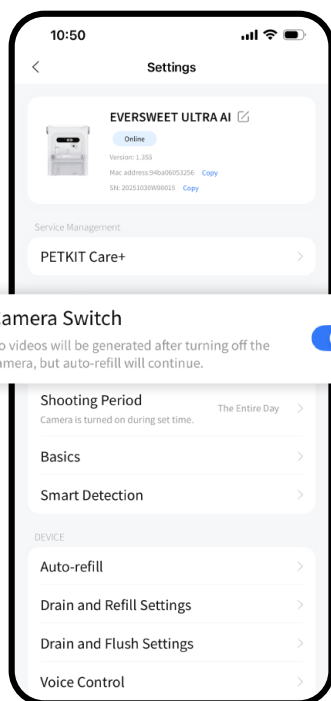 10:50
Settings
EVERSWEET ULTRA AI
Online
Version: 1.355
Mac address:94ba06053256 Copy
SN: 20251030W00015 Copy
Service Management
PETKIT Care+
Camera Switch
o videos will be generated after turning off the
amera, but auto-refill will continue.
Shooting Period
The Entire Day
Camera is turned on during set time.
Basics
Smart Detection
DEVICE
Auto-refill
Drain and Refill Settings
Drain and Flush Settings
Voice Control